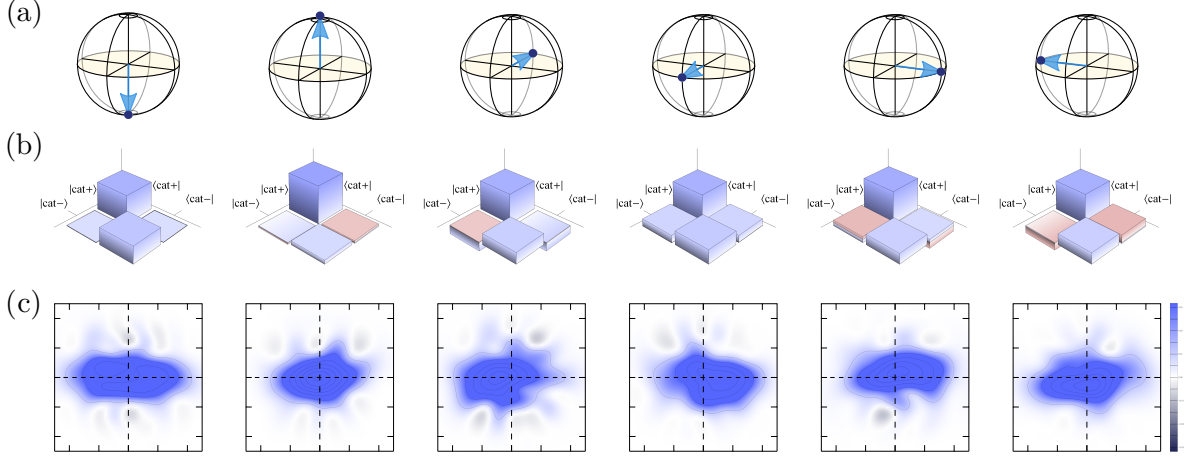 (a)
(b)
|cat+⟩ ⟨cat+| |cat+⟩ ⟨cat+| |cat+⟩ ⟨cat+| |cat+⟩ ⟨cat+| |cat+⟩ ⟨cat+| |cat+⟩ ⟨cat+|
|cat−⟩ ⟨cat−| |cat−⟩ ⟨cat−| |cat−⟩ ⟨cat−| |cat−⟩ ⟨cat−| |cat−⟩ ⟨cat−| |cat−⟩ ⟨cat−|
(c)